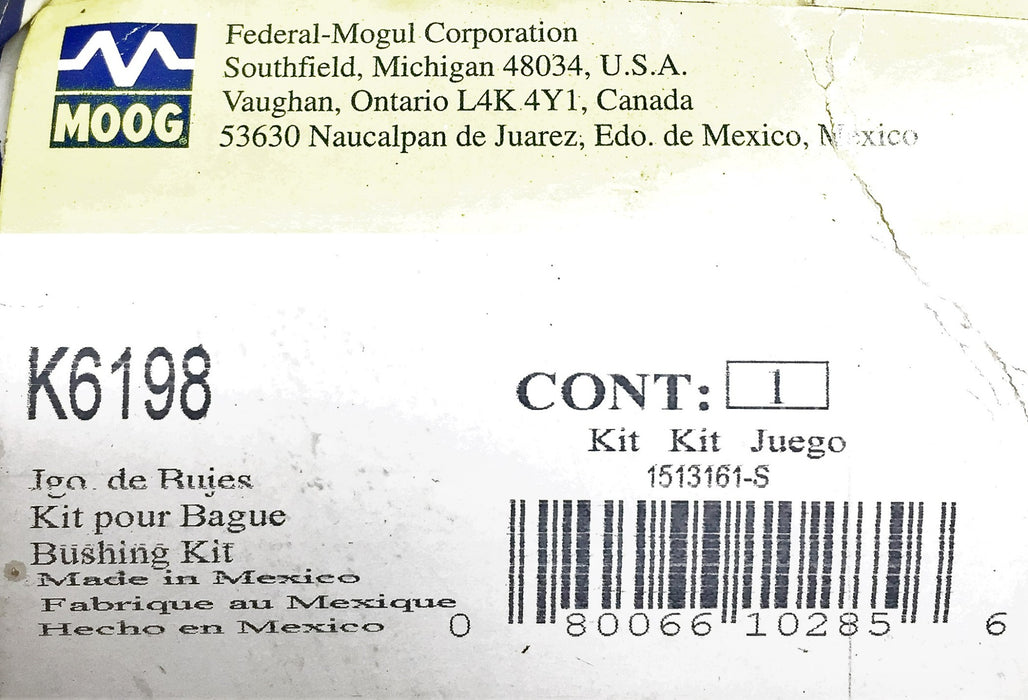 MOOG
Federal-Mogul Corporation
Southfield, Michigan 48034, U.S.A.
Vaughan, Ontario L4K 4Y1, Canada
53630 Naucalpan de Juarez, Edo. de Mexico, Mexico
K6198
CONT: 1
Kit Kit Juego
1513161-S
Jgo. de Bujes
Kit pour Bague
Bushing Kit
Made in Mexico
Fabrique au Mexique
Hecho en Mexico
0 80066 10285 6